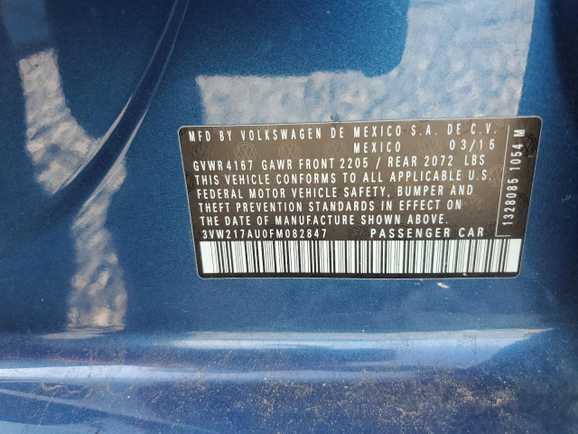 MFD BY VOLKSWAGEN DE MEXICO S.A. DE C.V.
MEXICO 03/15
GVWR 4167 GAWR FRONT 2205 / REAR 2072 LBS
THIS VEHICLE CONFORMS TO ALL APPLICABLE U.S.
FEDERAL MOTOR VEHICLE SAFETY, BUMPER AND
THEFT PREVENTION STANDARDS IN EFFECT ON
THE DATE OF MANUFACTURE SHOWN ABOVE.
3VW217AU0FM082847 PASSENGER CAR
1328085 1054 M